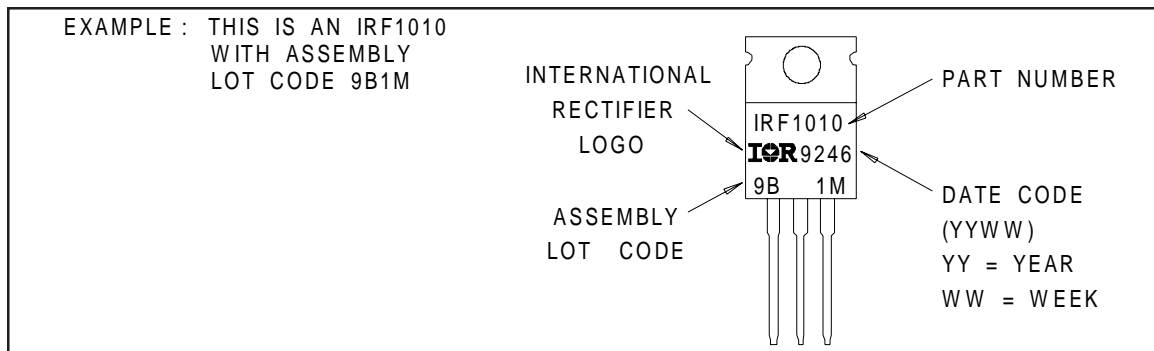 EXAMPLE : THIS IS AN IRF1010
WITH ASSEMBLY
LOT CODE 9B1M
INTERNATIONAL
RECTIFIER
LOGO
ASSEMBLY
LOT CODE
IRF1010
IOR 9246
9B 1M
PART NUMBER
DATE CODE
(YYWW)
YY = YEAR
WW = WEEK